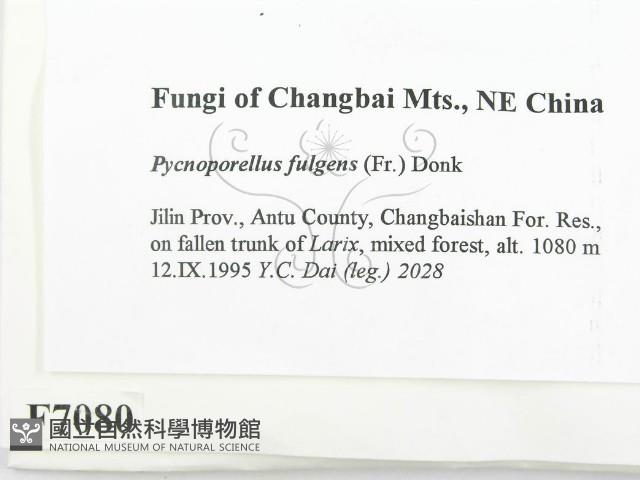 Fungi of Changbai Mts., NE China
Pycnoporellus fulgens (Fr.) Donk
Jilin Prov., Antu County, Changbaishan For. Res.,
on fallen trunk of Larix, mixed forest, alt. 1080 m
12.IX.1995 Y.C. Dai (leg.) 2028
F7080
國立自然科學博物館
NATIONAL MUSEUM OF NATURAL SCIENCE